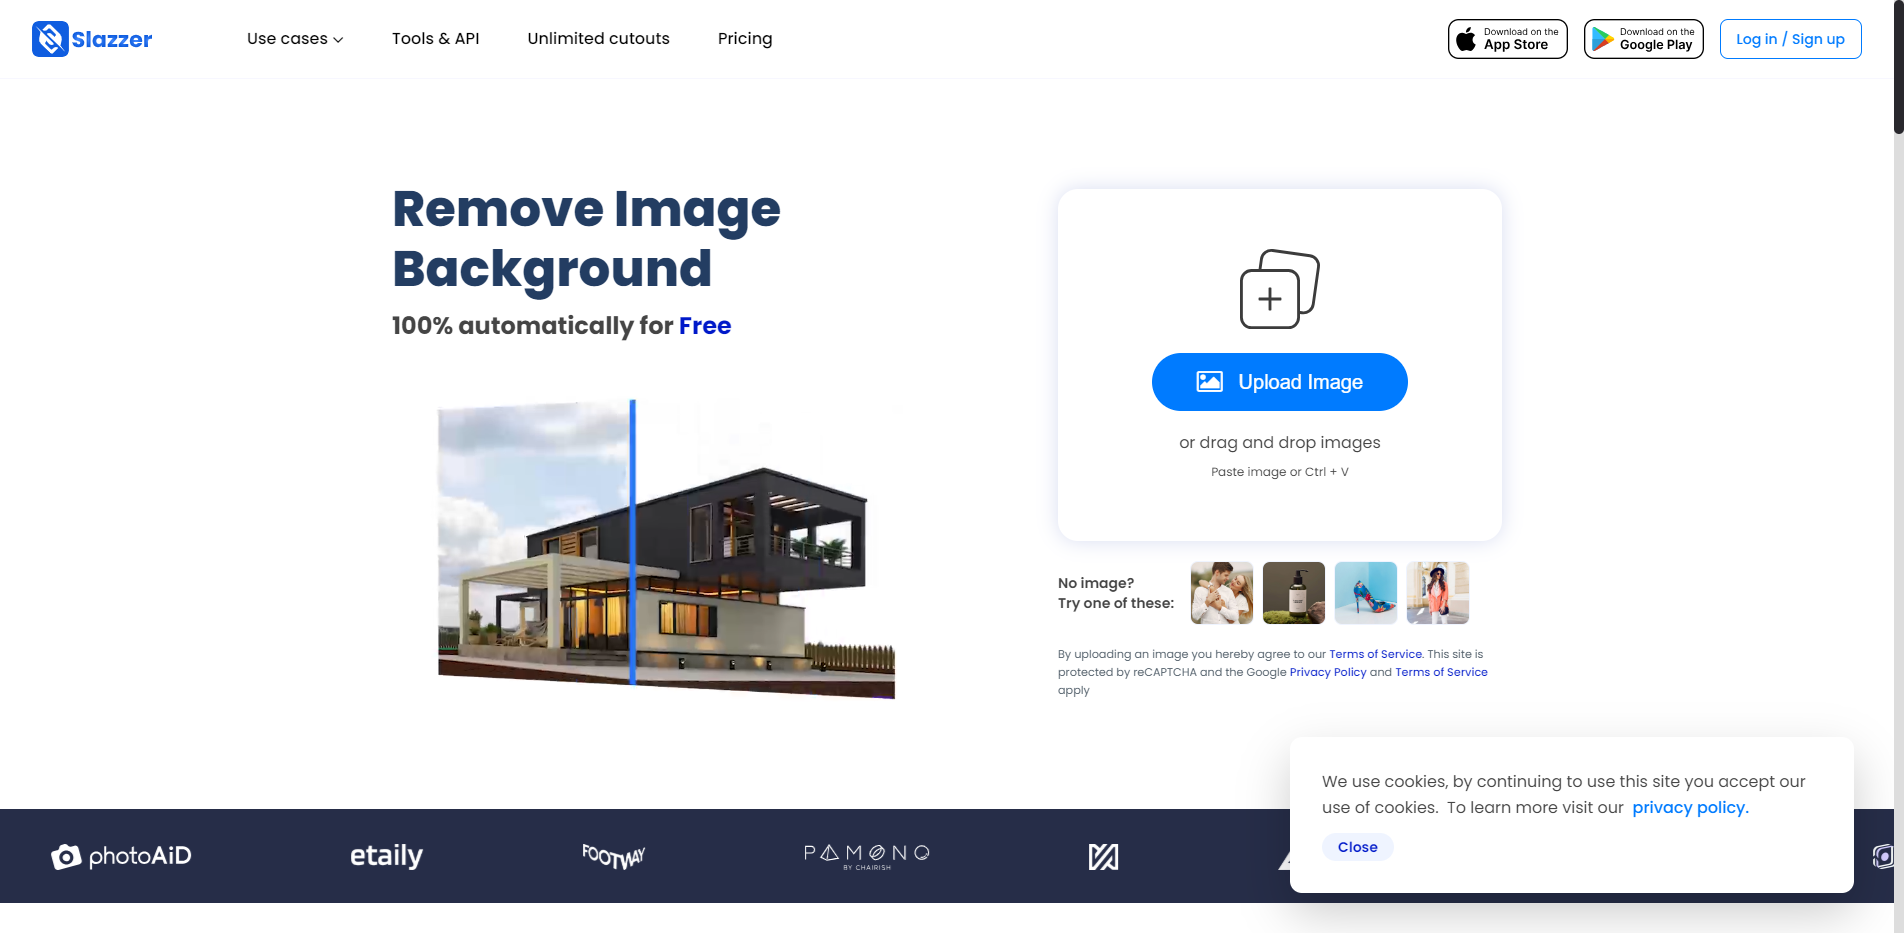 Slazzer
Use cases
Tools & API
Unlimited cutouts
Pricing
Download on the
App Store
Download on the
Google Play
Log in / Sign up
Remove Image
Background
100% automatically for Free
Upload Image
or drag and drop images
Paste image or Ctrl + V
No image?
Try one of these:
By uploading an image you hereby agree to our Terms of Service. This site is
protected by reCAPTCHA and the Google Privacy Policy and Terms of Service
apply
We use cookies, by continuing to use this site you accept our
use of cookies. To learn more visit our privacy policy.
Close
photoAiD
etaily
FOOTWAY
PAMONO
BY CHAIRISH